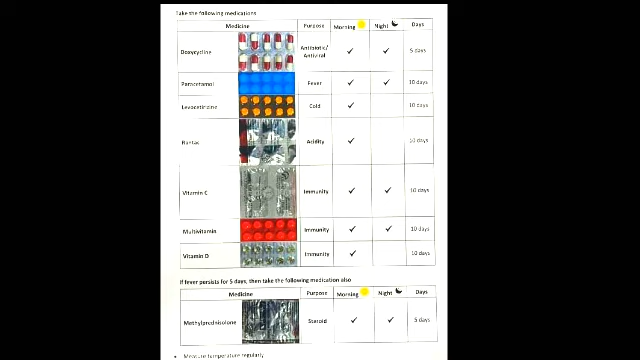 Take the following medications
Medicine Purpose Morning Night Days
Doxycycline Antibiotic/ Antiviral ✓ ✓ 5 days
Paracetamol Fever ✓ ✓ 10 days
Levocetirizine Cold ✓ 10 days
Rantac Acidity ✓ 10 days
Vitamin C Immunity ✓ ✓ 10 days
Multivitamin Immunity ✓ ✓ 10 days
Vitamin D Immunity ✓ 10 days
If fever persists for 5 days, then take the following medication also
Medicine Purpose Morning Night Days
Methylprednisolone Staroid ✓ ✓ 5 days
• Measure temperature regularly